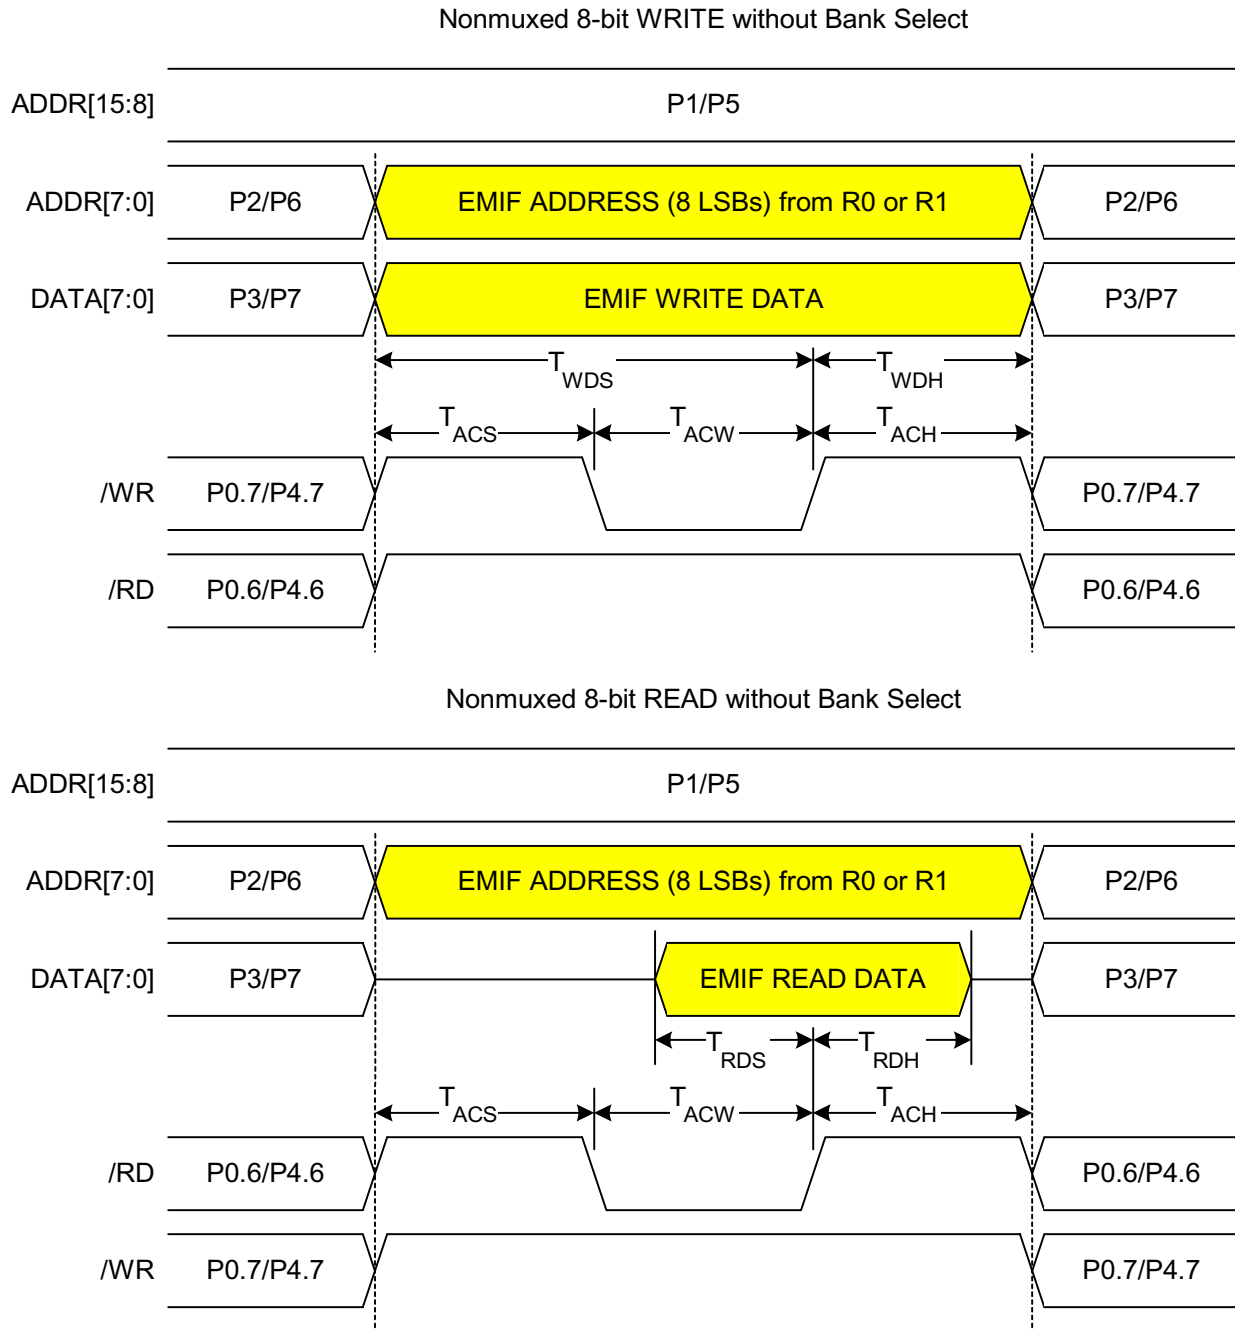 Nonmuxed 8-bit WRITE without Bank Select
ADDR[15:8] P1/P5
ADDR[7:0] P2/P6 EMIF ADDRESS (8 LSBs) from R0 or R1 P2/P6
DATA[7:0] P3/P7 EMIF WRITE DATA P3/P7
TWDS TWDH
TACS TACW TACH
/WR P0.7/P4.7 P0.7/P4.7
/RD P0.6/P4.6 P0.6/P4.6
Nonmuxed 8-bit READ without Bank Select
ADDR[15:8] P1/P5
ADDR[7:0] P2/P6 EMIF ADDRESS (8 LSBs) from R0 or R1 P2/P6
DATA[7:0] P3/P7 EMIF READ DATA P3/P7
TRDS TRDH
TACS TACW TACH
/RD P0.6/P4.6 P0.6/P4.6
/WR P0.7/P4.7 P0.7/P4.7